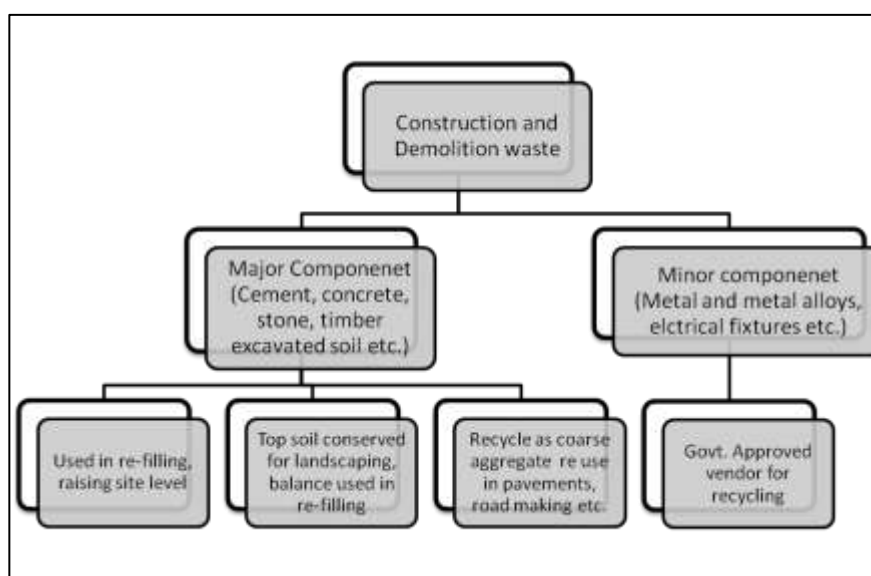 Construction and
Demolition waste
Major Componenet
(Cement, concrete,
stone, timber
excavated soil etc.)
Minor componenet
(Metal and metal alloys,
elctrical fixtures etc.)
Used in re-filling,
raising site level
Top soil conserved
for landscaping,
balance used in
re-filling
Recycle as coarse
aggregate re use
in pavements,
road making etc.
Govt. Approved
vendor for
recycling